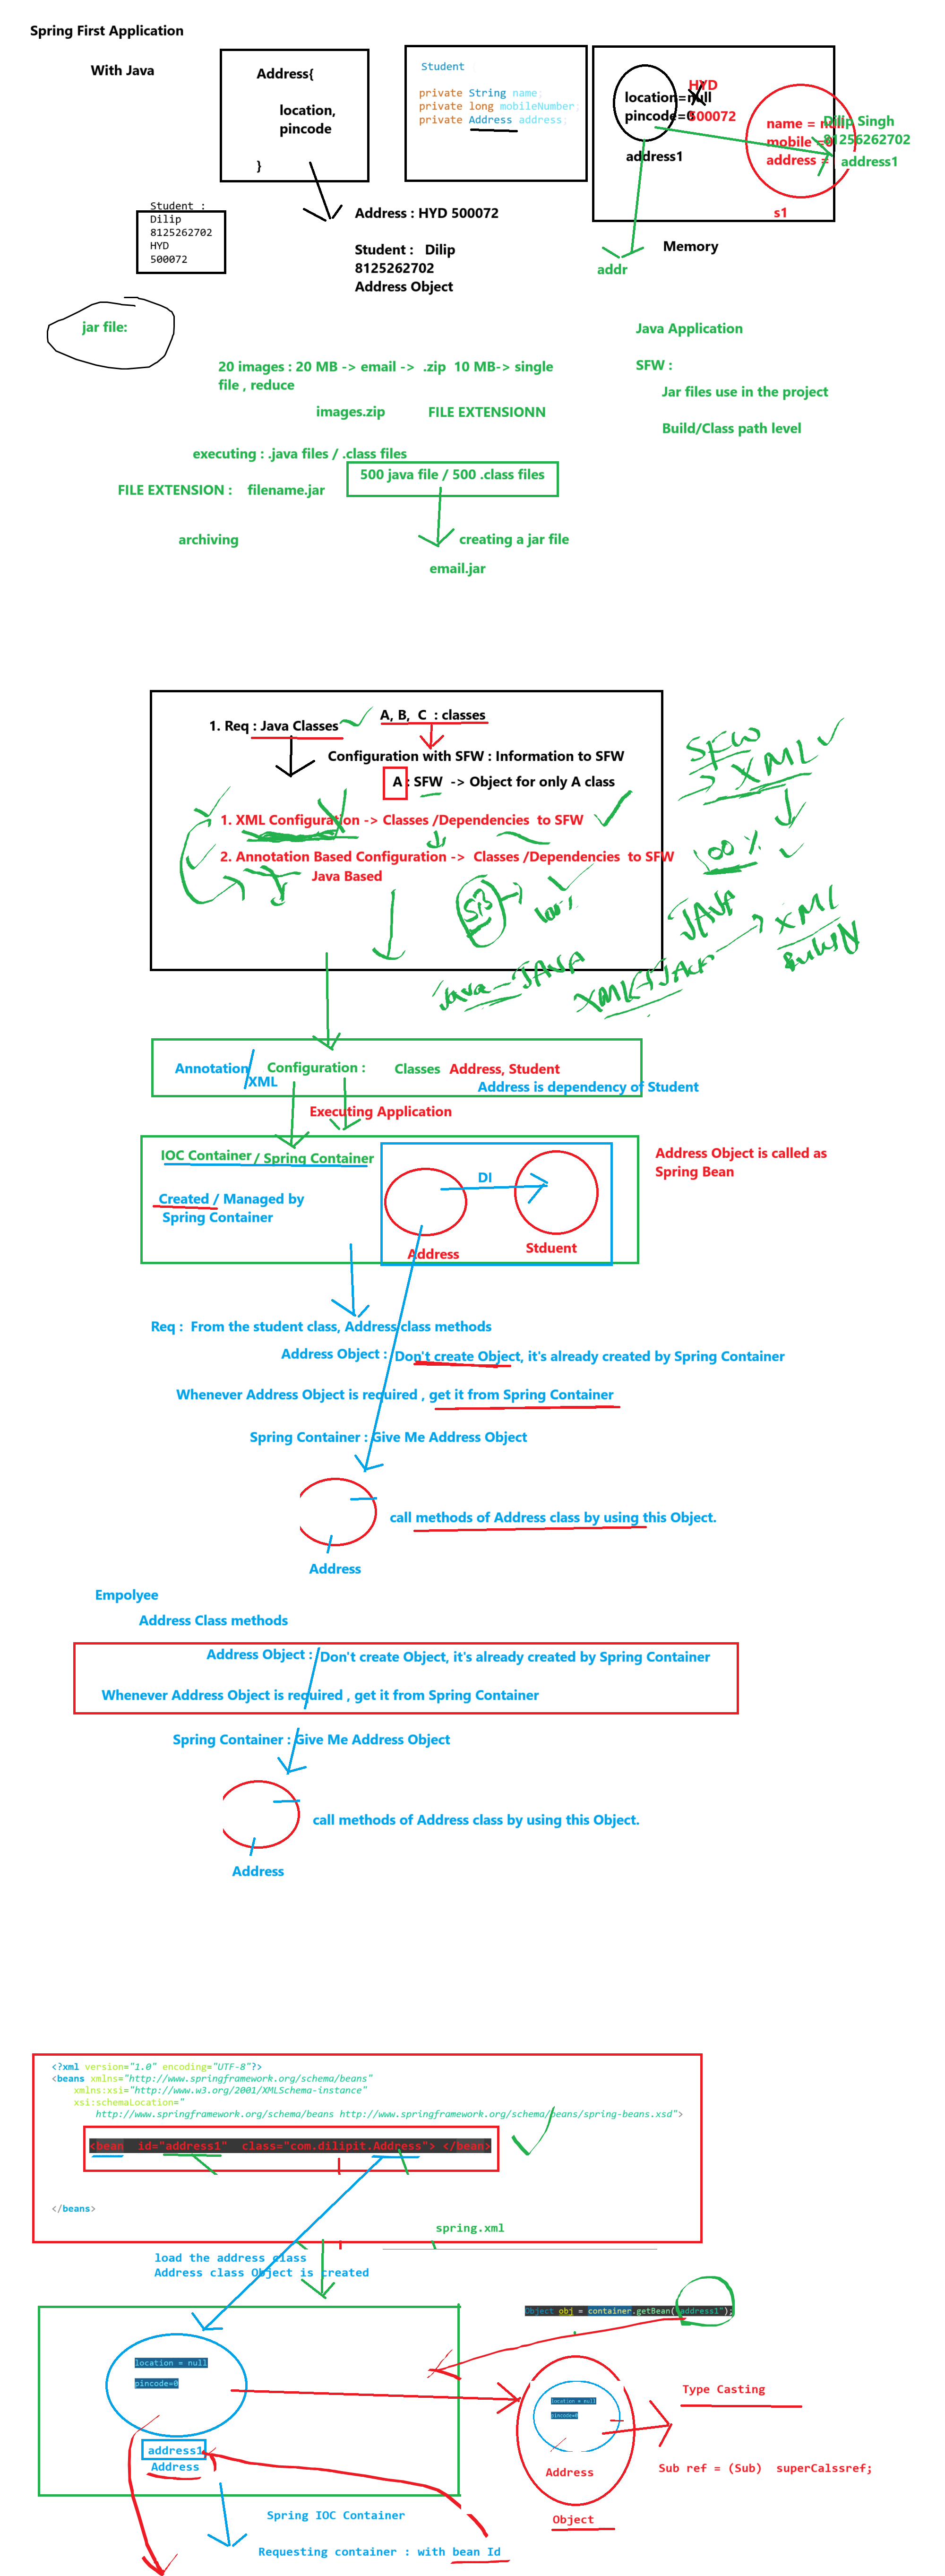 Spring First Application
With Java
Address{
location,
pincode
}
Student
private String name;
private long mobileNumber;
private Address address;
location=null
pincode=0
HYD
500072
address1
name = null
mobile =0
address =
Dilip Singh
81256262702
address1
s1
Memory
addr
Student :
Dilip
8125262702
HYD
500072
Address : HYD 500072
Student : Dilip
8125262702
Address Object
jar file:
Java Application
SFW :
Jar files use in the project
Build/Class path level
20 images : 20 MB -> email -> .zip 10 MB-> single
file , reduce
images.zip FILE EXTENSIONN
executing : .java files / .class files
500 java file / 500 .class files
FILE EXTENSION : filename.jar
archiving
creating a jar file
email.jar
1. Req : Java Classes
A, B, C : classes
Configuration with SFW : Information to SFW
A : SFW -> Object for only A class
1. XML Configuration -> Classes /Dependencies to SFW
2. Annotation Based Configuration -> Classes /Dependencies to SFW
Java Based
SFW
XML
100 %
SB
100%
JAVA
XML
Java - JAVA
XML + JAVA
Annotation
/XML
Configuration :
Classes Address, Student
Address is dependency of Student
Executing Application
IOC Container / Spring Container
Created / Managed by
Spring Container
DI
Address
Stduent
Address Object is called as
Spring Bean
Req : From the student class, Address class methods
Address Object : Don't create Object, it's already created by Spring Container
Whenever Address Object is required , get it from Spring Container
Spring Container : Give Me Address Object
call methods of Address class by using this Object.
Address
Empolyee
Address Class methods
Address Object : Don't create Object, it's already created by Spring Container
Whenever Address Object is required , get it from Spring Container
Spring Container : Give Me Address Object
call methods of Address class by using this Object.
Address
<?xml version="1.0" encoding="UTF-8"?>
<beans xmlns="http://www.springframework.org/schema/beans"
xmlns:xsi="http://www.w3.org/2001/XMLSchema-instance"
xsi:schemaLocation="
http://www.springframework.org/schema/beans http://www.springframework.org/schema/beans/spring-beans.xsd">
<bean id="address1" class="com.dilipit.Address"> </bean>
</beans>
spring.xml
load the address class
Address class Object is created
Object obj = container.getBean("address1");
location = null
pincode=0
address1
Address
location = null
pincode=0
Address
Object
Type Casting
Sub ref = (Sub) superCalssref;
Spring IOC Container
Requesting container : with bean Id